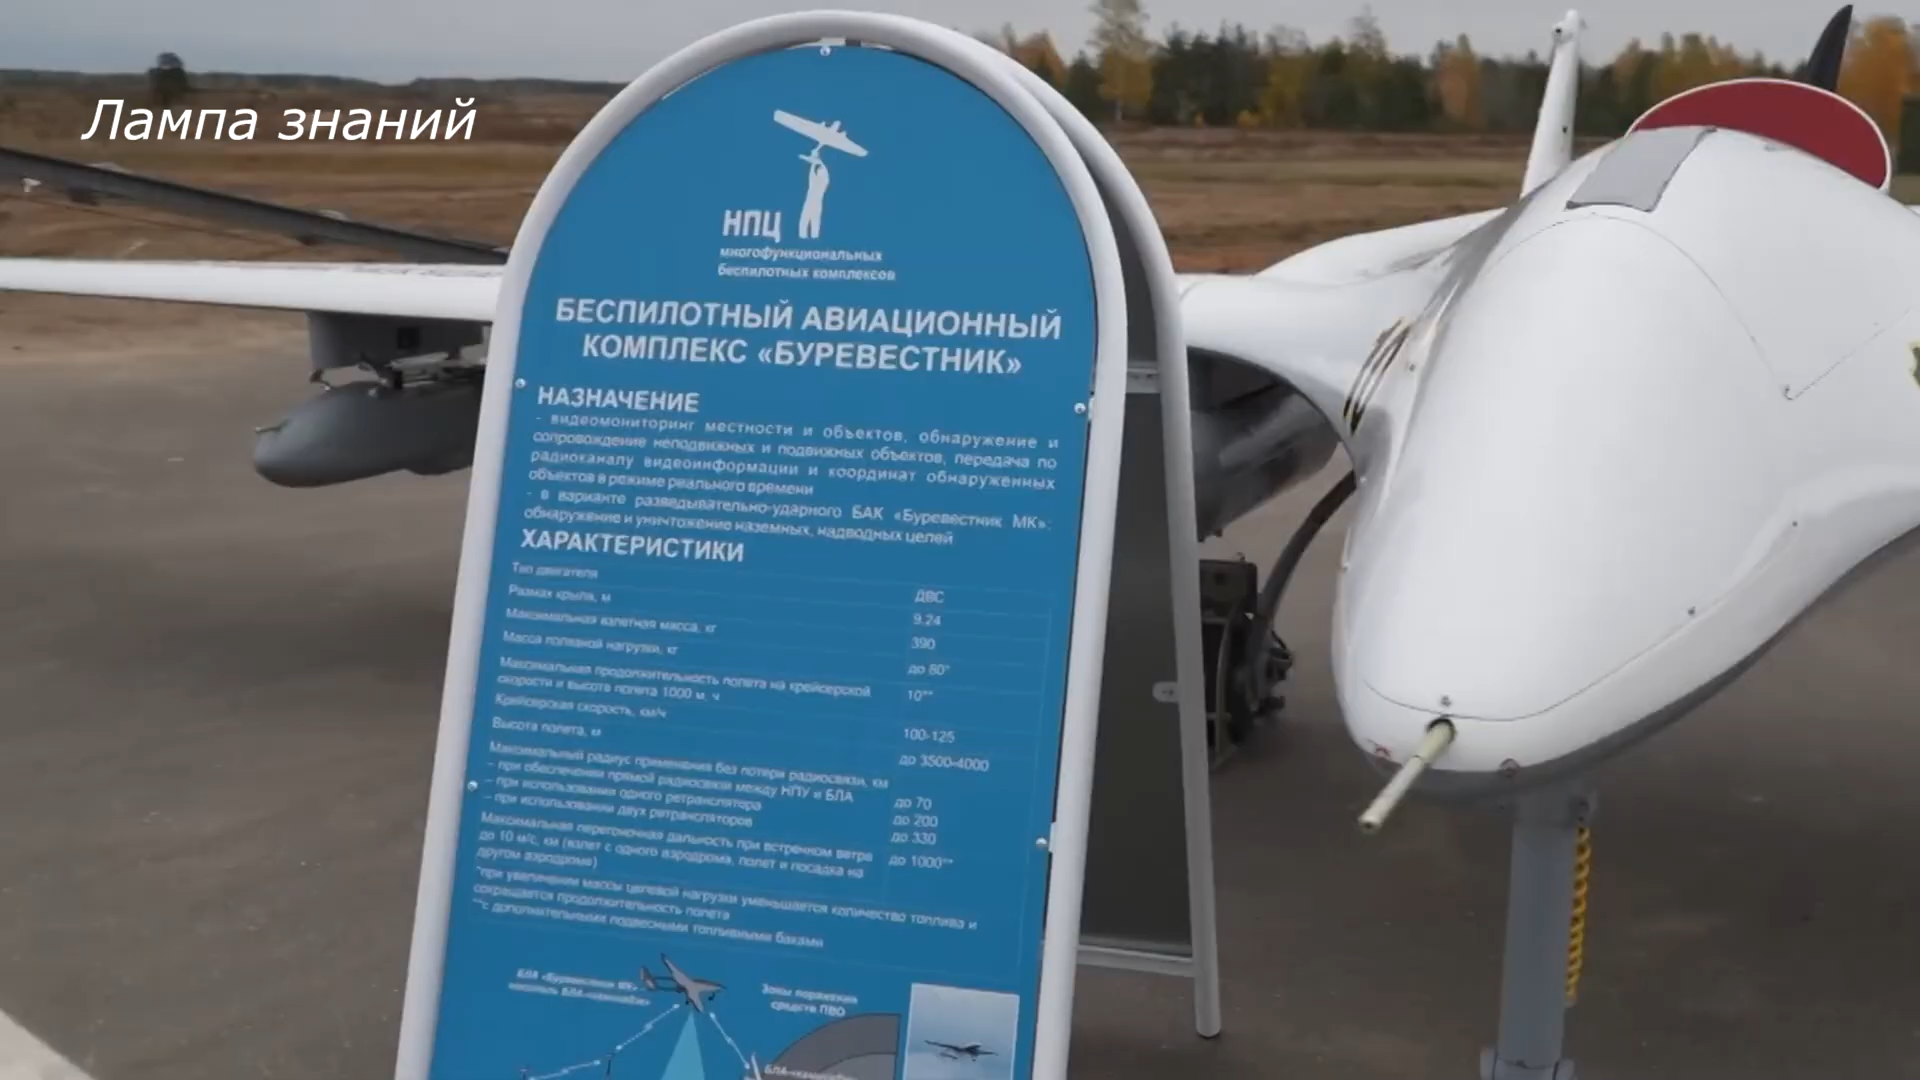 Лампа знаний
НПЦ
многофункциональных
беспилотных комплексов
БЕСПИЛОТНЫЙ АВИАЦИОННЫЙ
КОМПЛЕКС «БУРЕВЕСТНИК»
НАЗНАЧЕНИЕ
- видеомониторинг местности и объектов, обнаружение и
сопровождение неподвижных и подвижных объектов, передача по
радиоканалу видеоинформации и координат обнаруженных
объектов в режиме реального времени
- в варианте разведывательно-ударного БАК «Буревестник МК»:
обнаружение и уничтожение наземных, надводных целей
ХАРАКТЕРИСТИКИ
Тип двигателя ДВС
Размах крыла, м 9.24
Максимальная взлетная масса, кг 390
Масса полезной нагрузки, кг до 80*
Максимальная продолжительность полета на крейсерской
скорости и высоте полета 1000 м, ч 10**
Крейсерская скорость, км/ч 100-125
Высота полета, м до 3500-4000
Максимальный радиус применения без потери радиосвязи, км
– при обеспечении прямой радиосвязи между НПУ и БЛА до 70
– при использовании одного ретранслятора до 200
– при использовании двух ретрансляторов до 330
Максимальная перегоночная дальность при встречном ветре
до 10 м/с, км (взлет с одного аэродрома, полет и посадка на до 1000**
другом аэродроме)
*при увеличении массы целевой нагрузки уменьшается количество топлива и
сокращается продолжительность полета
**с дополнительными подвесными топливными баками
БЛА «Буревестник МК»
носитель БЛА-«камикадзе»
Зоны поражения
средств ПВО